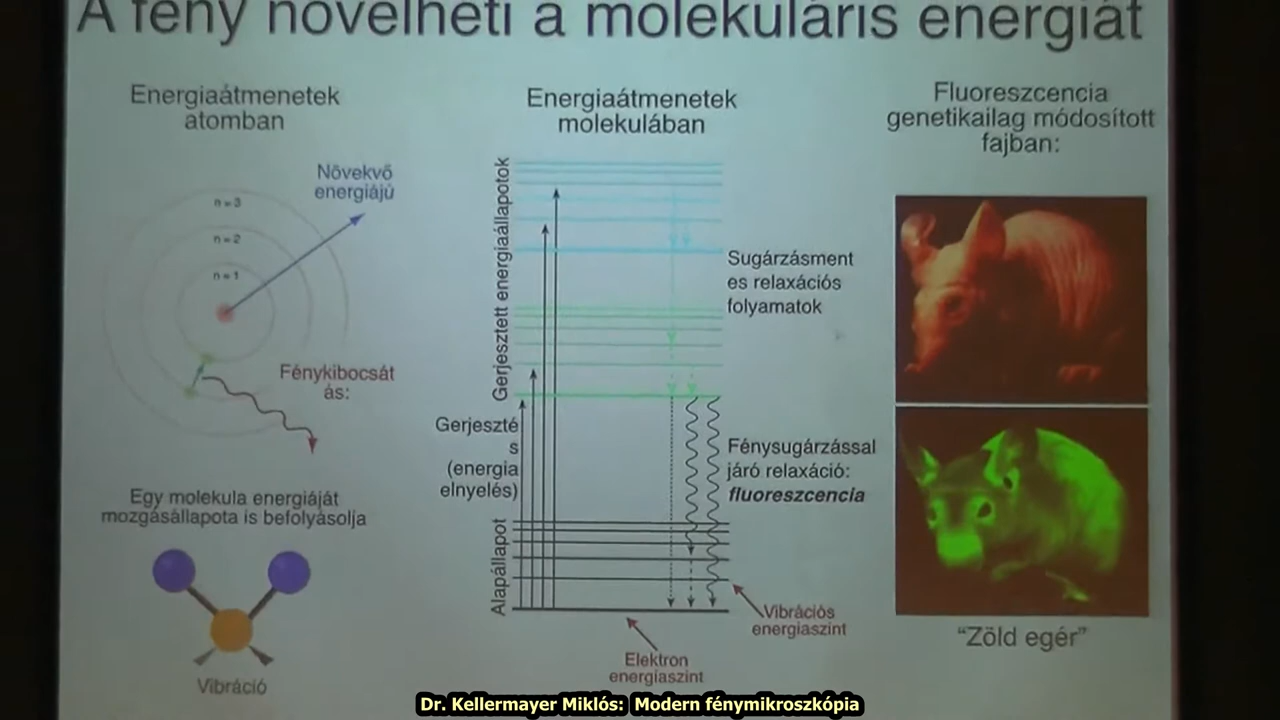 A fény növelheti a molekuláris energiát
Energiaátmenetek
atomban
Növekvő
energiájú
n = 3
n = 2
n = 1
Fénykibocsát
ás:
Egy molekula energiáját
mozgásállapota is befolyásolja
Vibráció
Energiaátmenetek
molekulában
Gerjesztett energiaállapotok
Sugárzásment
es relaxációs
folyamatok
Gerjeszté
s
(energia
elnyelés)
Fénysugárzással
járó relaxáció:
fluoreszcencia
Alapállapot
Vibrációs
energiaszint
Elektron
energiaszint
Fluoreszcencia
genetikailag módosított
fajban:
“Zöld egér”
Dr. Kellermayer Miklós: Modern fénymikroszkópia